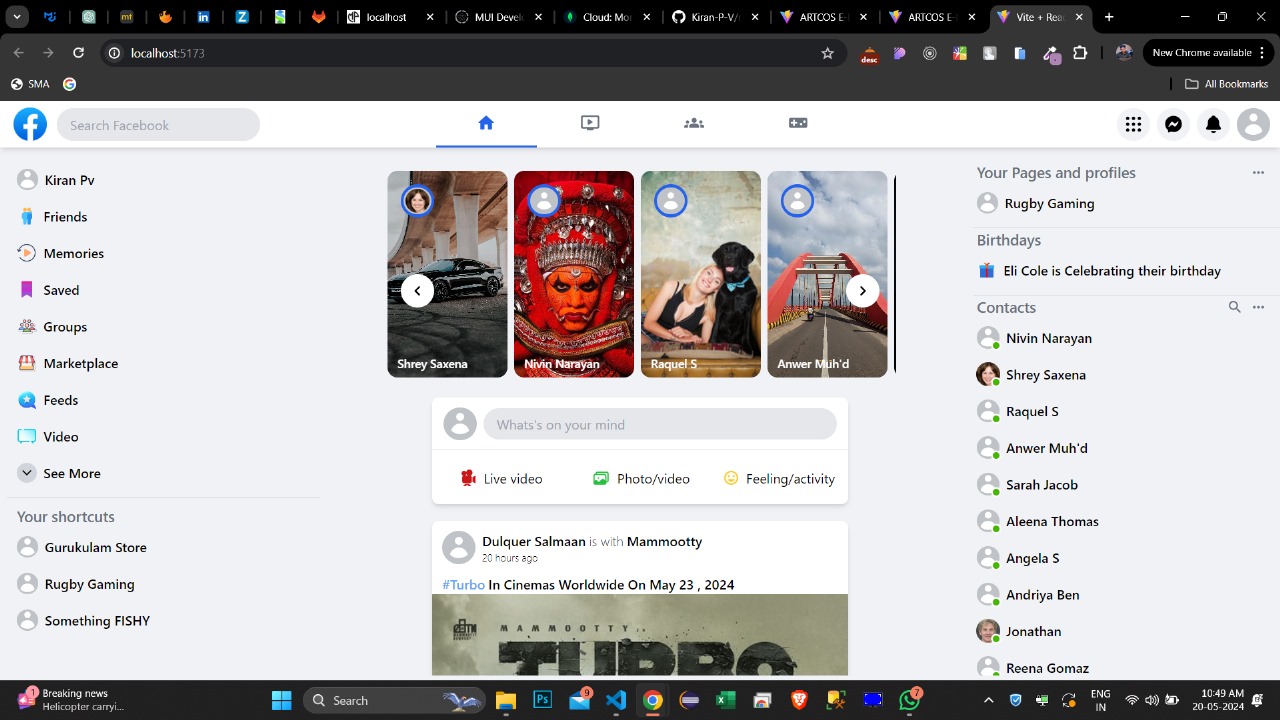 localhost
MUI Devel
Cloud: Mo
Kiran-P-V/
ARTCOS E-
ARTCOS E-
Vite + Rea
localhost:5173
New Chrome available
SMA
All Bookmarks
Search Facebook
Kiran Pv
Friends
Memories
Saved
Groups
Marketplace
Feeds
Video
See More
Your shortcuts
Gurukulam Store
Rugby Gaming
Something FISHY
Shrey Saxena
Nivin Narayan
Raquel S
Anwer Muh'd
Whats's on your mind
Live video
Photo/video
Feeling/activity
Dulquer Salmaan is with Mammootty
20 hours ago
#Turbo In Cinemas Worldwide On May 23 , 2024
MAMMOOTTY
TURBO
Your Pages and profiles
Rugby Gaming
Birthdays
Eli Cole is Celebrating their birthday
Contacts
Nivin Narayan
Shrey Saxena
Raquel S
Anwer Muh'd
Sarah Jacob
Aleena Thomas
Angela S
Andriya Ben
Jonathan
Reena Gomaz
1
Breaking news
Helicopter carryi...
Search
9
7
ENG
IN
10:49 AM
20-05-2024